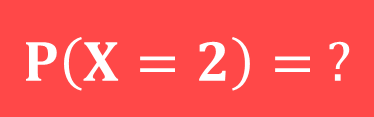 P(X = 2) = ?